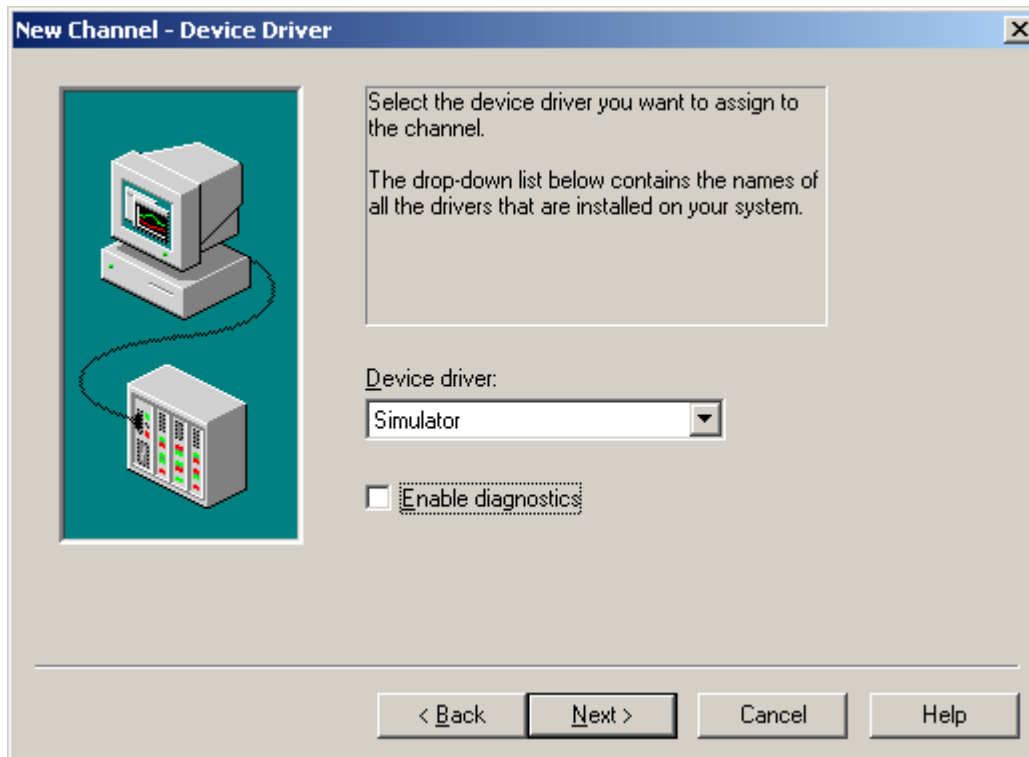 New Channel - Device Driver
Select the device driver you want to assign to
the channel.
The drop-down list below contains the names of
all the drivers that are installed on your system.
Device driver:
Simulator
Enable diagnostics
< Back
Next >
Cancel
Help